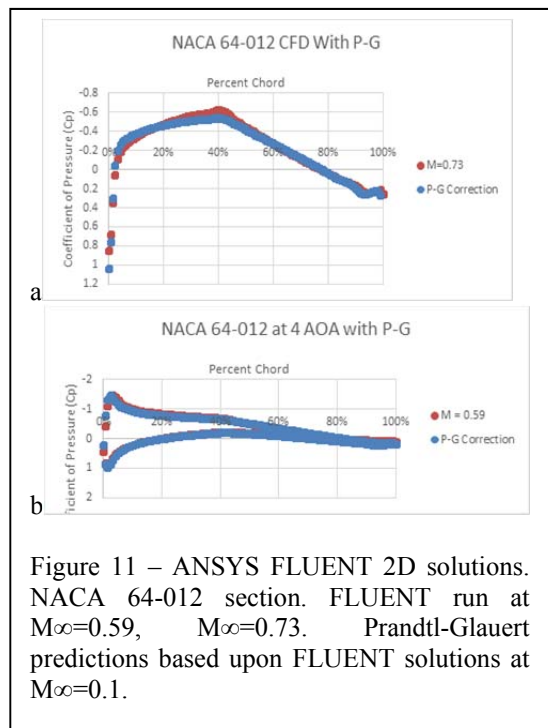 NACA 64-012 CFD With P-G
Percent Chord
Coefficient of Pressure (Cp)
-0.8
-0.6
-0.4
-0.2
0
0.2
0.4
0.6
0.8
1
1.2
0% 20% 40% 60% 80% 100%
M=0.73
P-G Correction
a
NACA 64-012 at 4 AOA with P-G
Percent Chord
ficient of Pressure (Cp)
-2
-1
0
1
2
0% 20% 40% 60% 80% 100%
M = 0.59
P-G Correction
b
Figure 11 – ANSYS FLUENT 2D solutions.
NACA 64-012 section. FLUENT run at
M∞=0.59, M∞=0.73. Prandtl-Glauert
predictions based upon FLUENT solutions at
M∞=0.1.